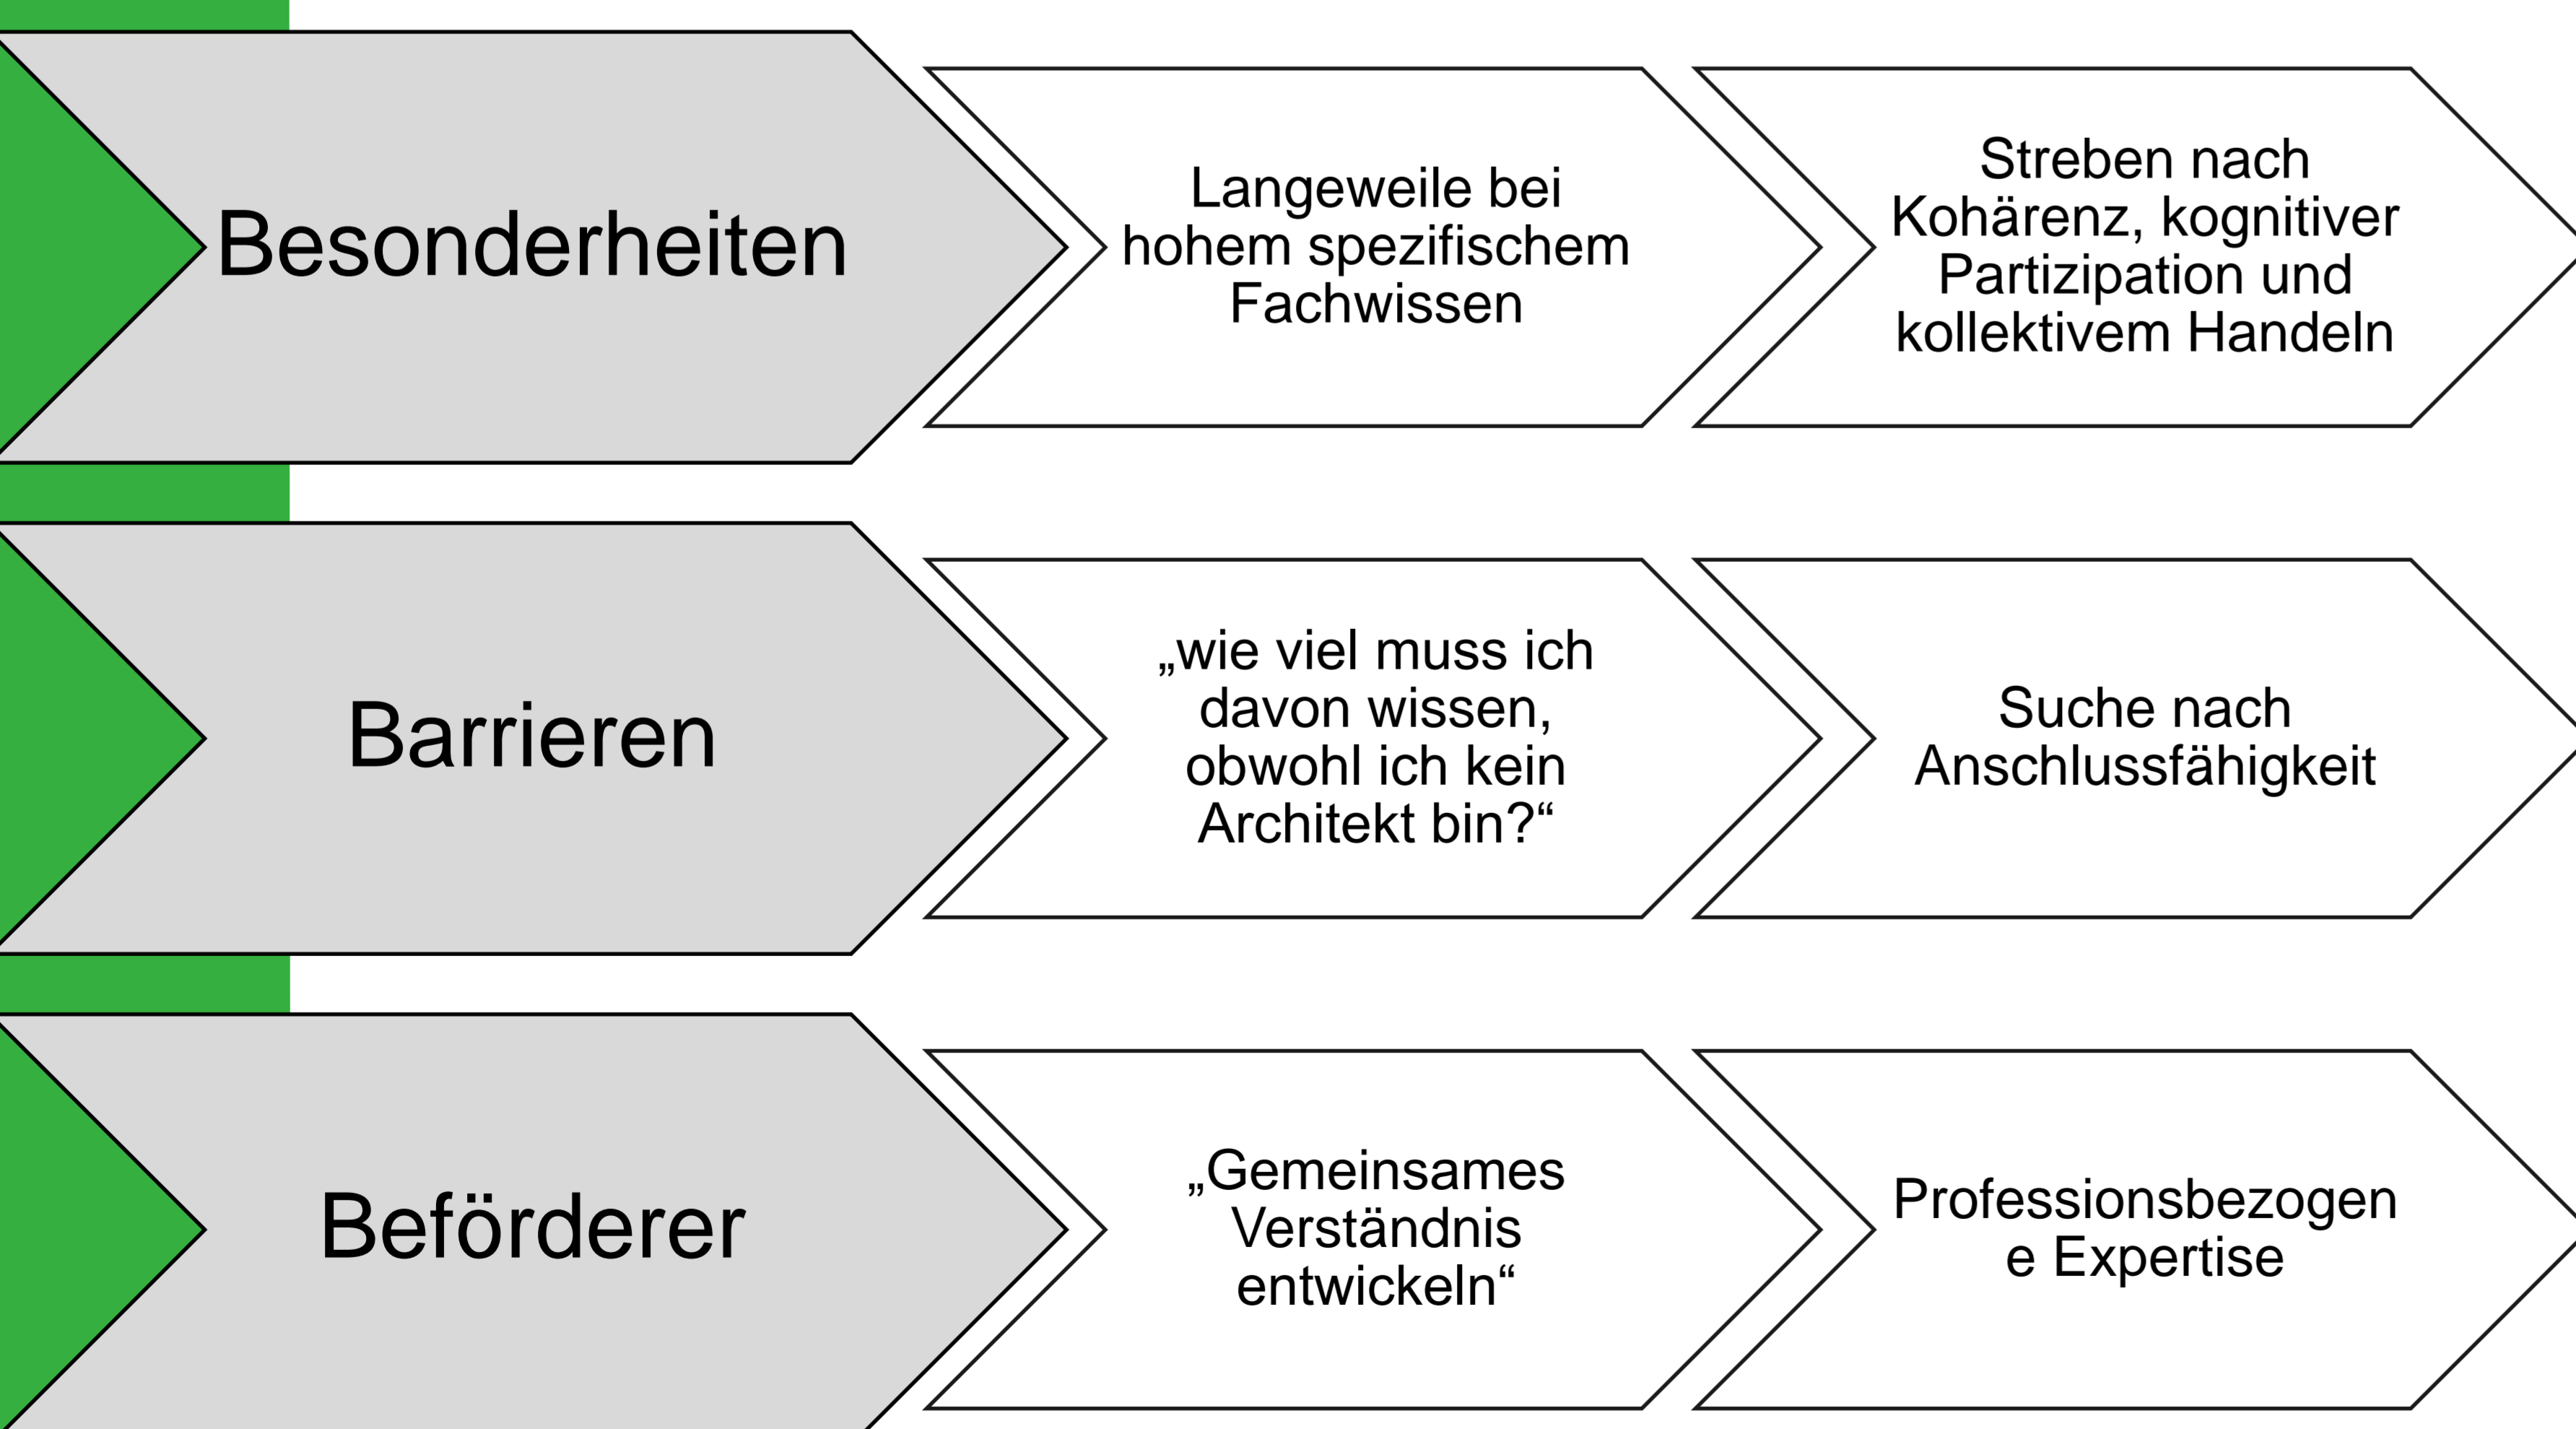 Besonderheiten
Langeweile bei
hohem spezifischem
Fachwissen
Streben nach
Kohärenz, kognitiver
Partizipation und
kollektivem Handeln
Barrieren
„wie viel muss ich
davon wissen,
obwohl ich kein
Architekt bin?“
Suche nach
Anschlussfähigkeit
Beförderer
„Gemeinsames
Verständnis
entwickeln“
Professionsbezogen
e Expertise